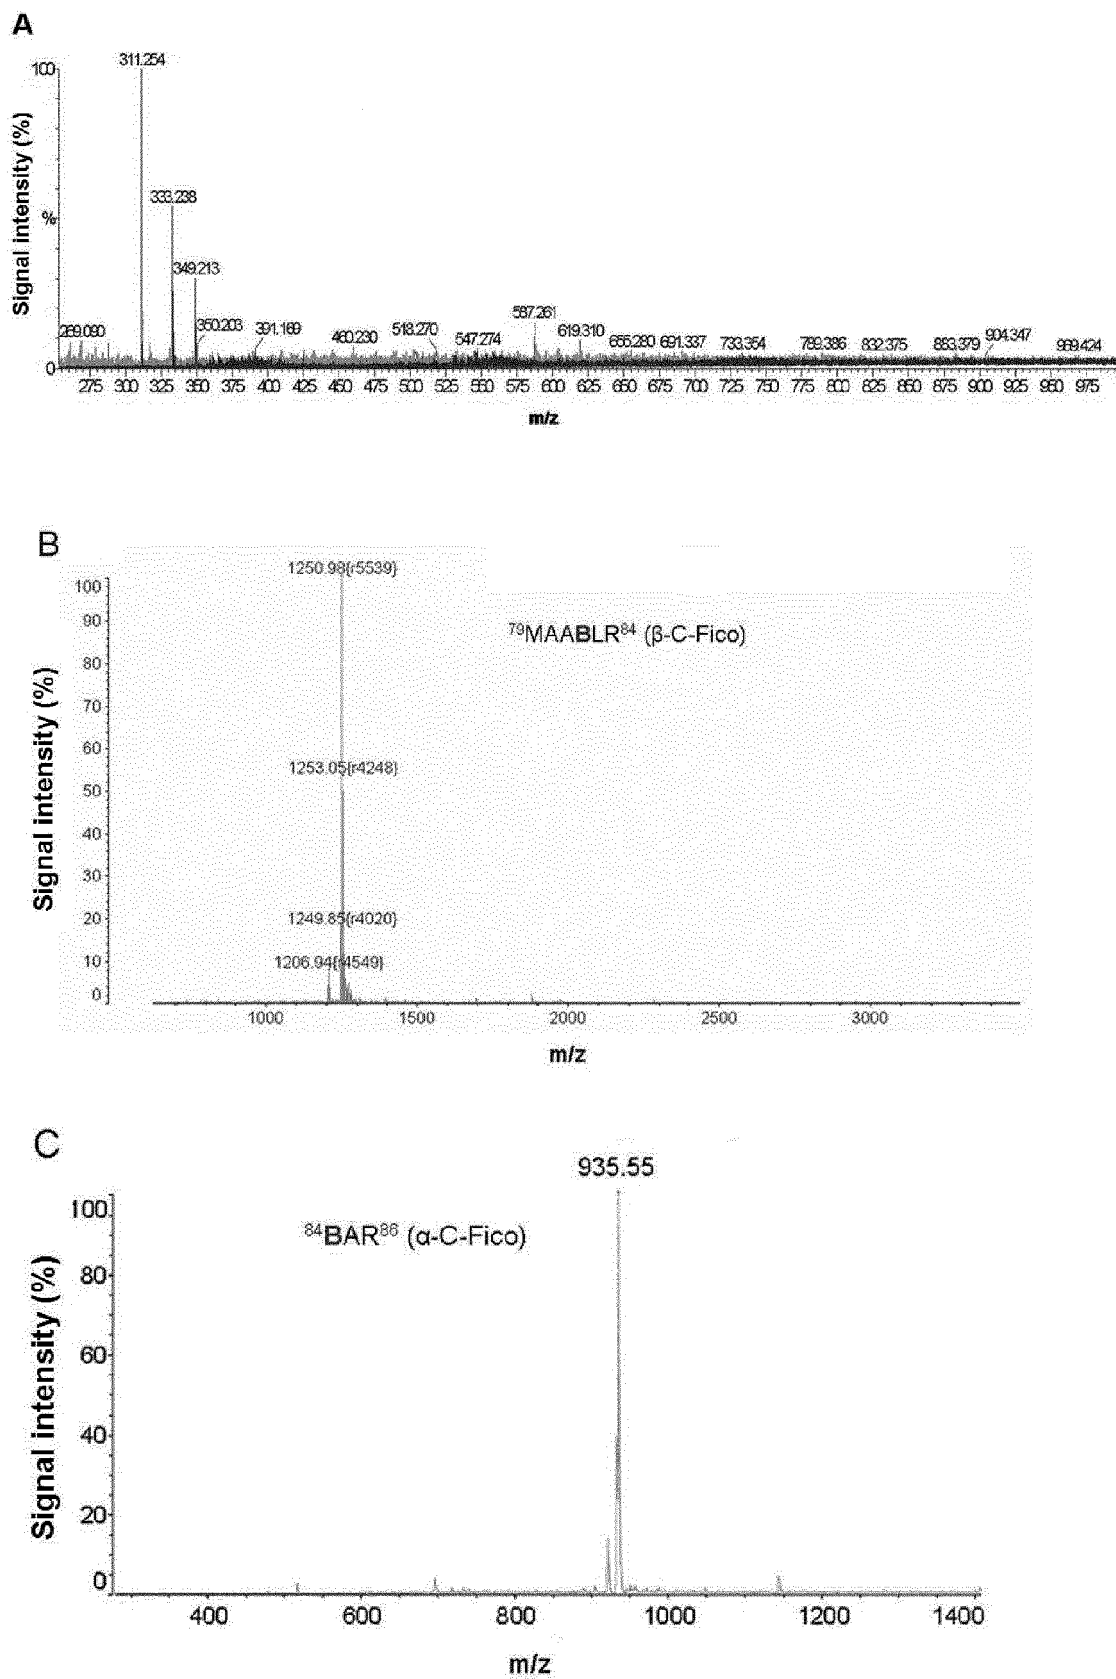 A
311.254
100
333.238
Signal intensity (%)
%
349.213
269.090
350.203
391.169
460.230
518.270
547.274
587.261
619.310
655.280
691.337
733.354
789.386
832.375
883.379
904.347
969.424
0
275 300 325 350 375 400 425 450 475 500 525 550 575 600 625 650 675 700 725 750 775 800 825 850 875 900 925 950 975
m/z
B
1250.98{r5539}
100
90
⁷⁹MAABLR⁸⁴ (β-C-Fico)
80
Signal intensity (%)
70
60
1253.05{r4248}
50
40
30
20
1249.85{r4020}
10
1206.94{r4549}
0
1000 1500 2000 2500 3000
m/z
C
935.55
100
⁸⁴BAR⁸⁶ (α-C-Fico)
Signal intensity (%)
80
60
40
20
0
400 600 800 1000 1200 1400
m/z